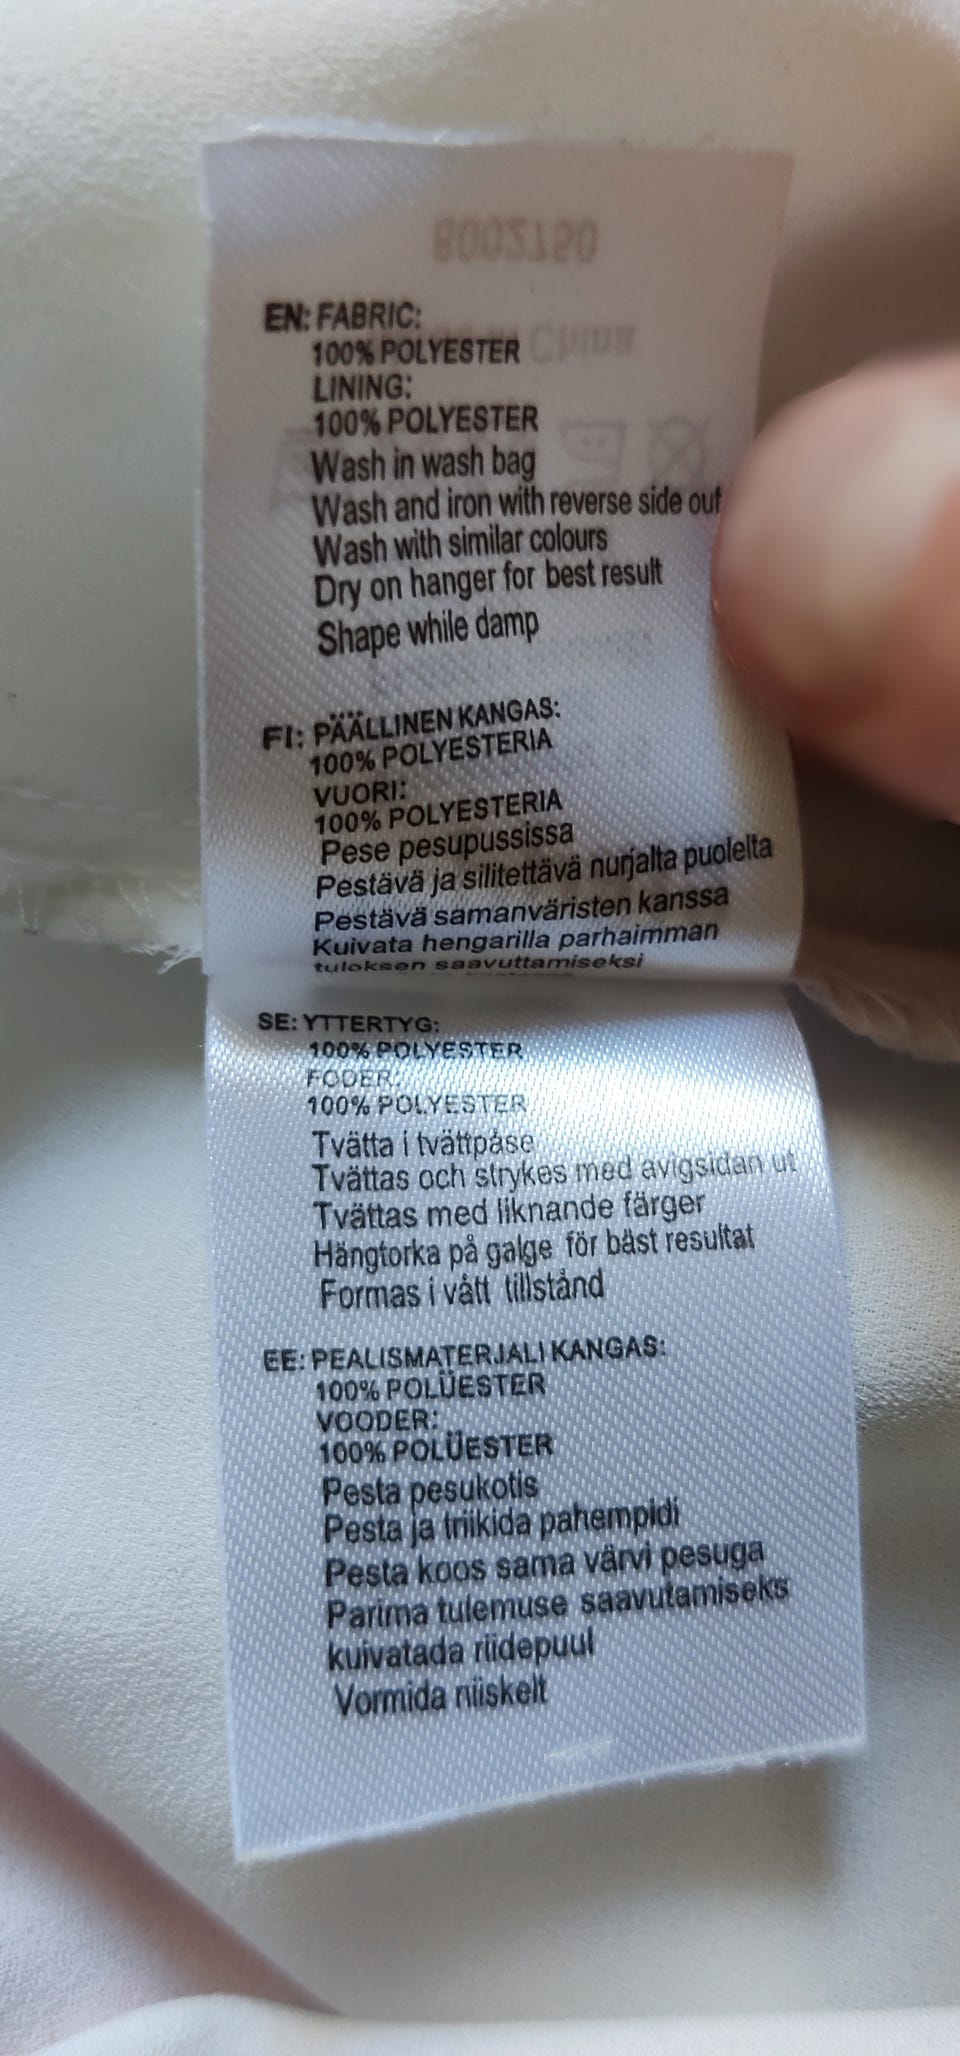 8002750
China
EN: FABRIC:
100% POLYESTER
LINING:
100% POLYESTER
Wash in wash bag
Wash and iron with reverse side out
Wash with similar colours
Dry on hanger for best result
Shape while damp
FI: PÄÄLLINEN KANGAS:
100% POLYESTERIA
VUORI:
100% POLYESTERIA
Pese pesupussissa
Pestävä ja silitettävä nurjalta puolelta
Pestävä samanväristen kanssa
Kuivata hengarilla parhaimman
tuloksen saavuttamiseksi
SE: YTTERTYG:
100% POLYESTER
FODER:
100% POLYESTER
Tvätta i tvättpåse
Tvättas och strykes med avigsidan ut
Tvättas med liknande färger
Hängtorka på galge för bäst resultat
Formas i vått tillstånd
EE: PEALISMATERJALI KANGAS:
100% POLÜESTER
VOODER:
100% POLÜESTER
Pesta pesukotis
Pesta ja triikida pahempidi
Pesta koos sama värvi pesuga
Parima tulemuse saavutamiseks
kuivatada riidepuul
Vormida niiskelt